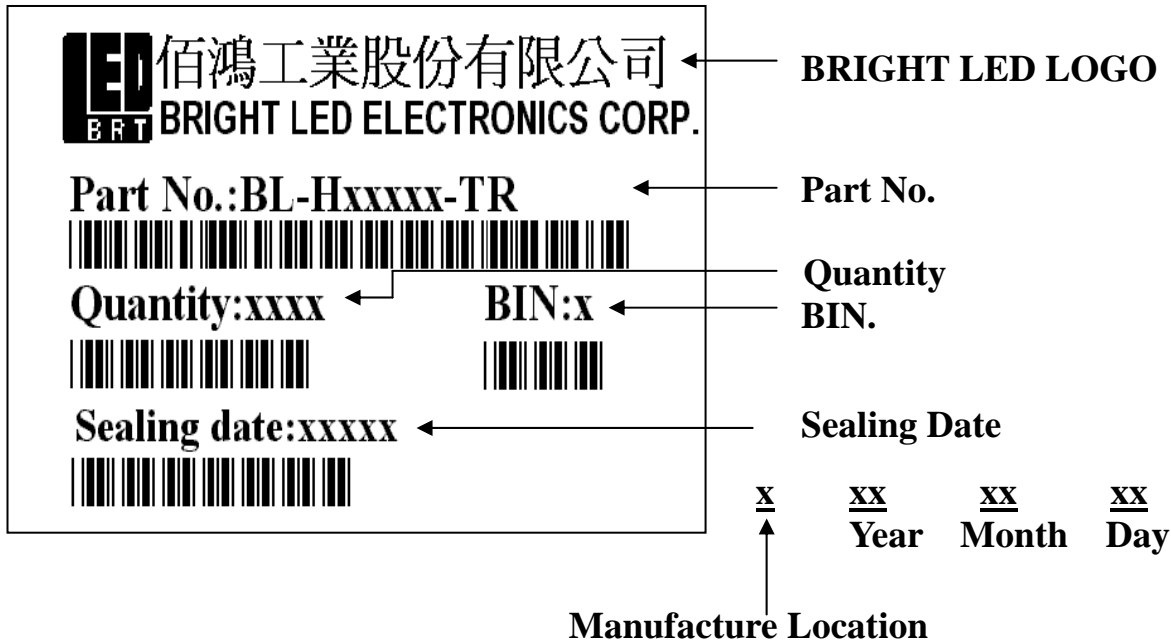 LED 佰鴻工業股份有限公司
BRT BRIGHT LED ELECTRONICS CORP.
BRIGHT LED LOGO
Part No.:BL-Hxxxxx-TR
Part No.
Quantity:xxxx
BIN:x
Quantity
BIN.
Sealing date:xxxxx
Sealing Date
x xx xx xx
Year Month Day
Manufacture Location